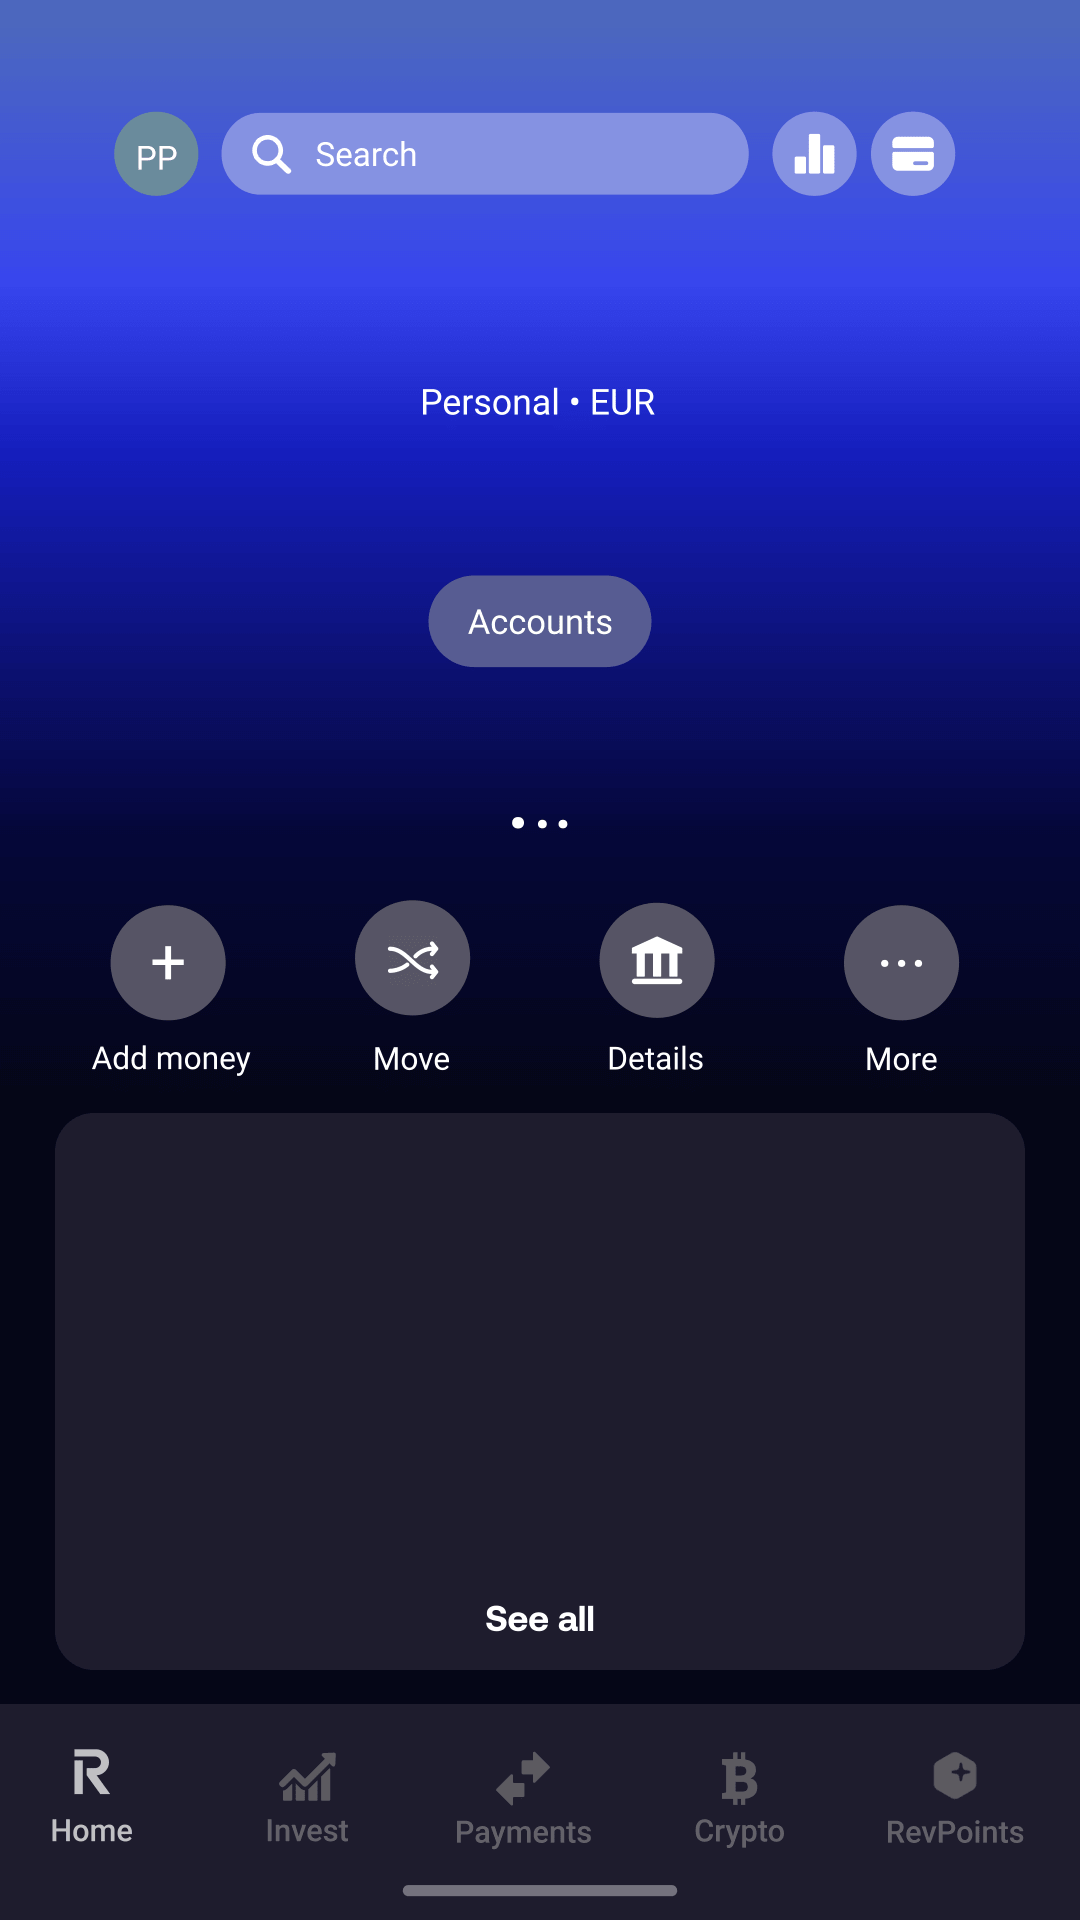 PP
Search
Personal • EUR
Accounts
Add money
Move
Details
More
See all
Home
Invest
Payments
Crypto
RevPoints